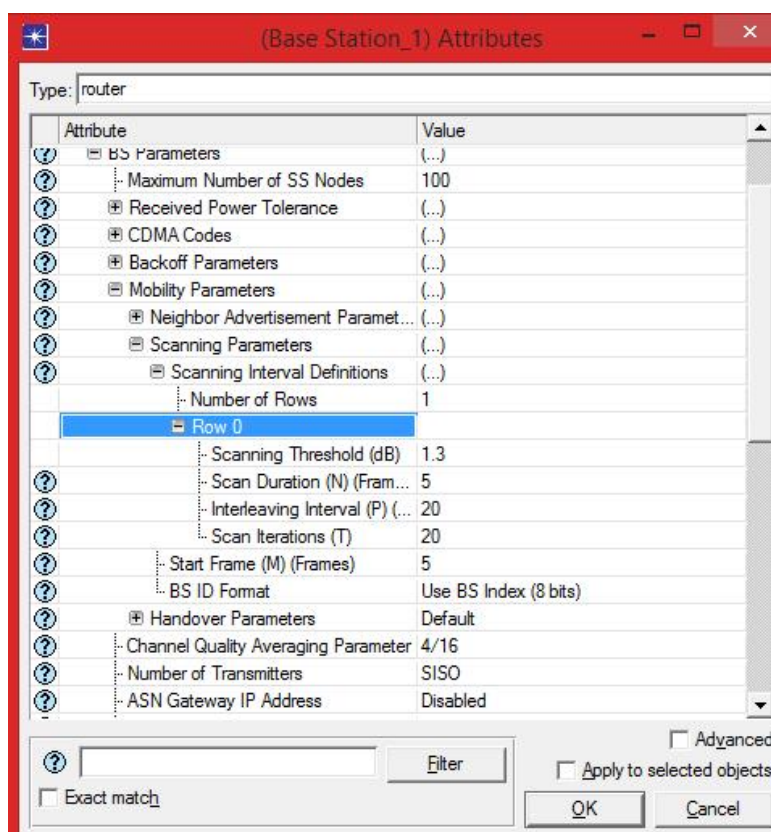 (Base Station_1) Attributes
Type: router
Attribute Value
BS Parameters (...)
Maximum Number of SS Nodes 100
Received Power Tolerance (...)
CDMA Codes (...)
Backoff Parameters (...)
Mobility Parameters (...)
Neighbor Advertisement Paramet... (...)
Scanning Parameters (...)
Scanning Interval Definitions (...)
Number of Rows 1
Row 0
Scanning Threshold (dB) 1.3
Scan Duration (N) (Fram... 5
Interleaving Interval (P) (... 20
Scan Iterations (T) 20
Start Frame (M) (Frames) 5
BS ID Format Use BS Index (8 bits)
Handover Parameters Default
Channel Quality Averaging Parameter 4/16
Number of Transmitters SISO
ASN Gateway IP Address Disabled
Advanced
Filter
Apply to selected objects
Exact match
OK Cancel